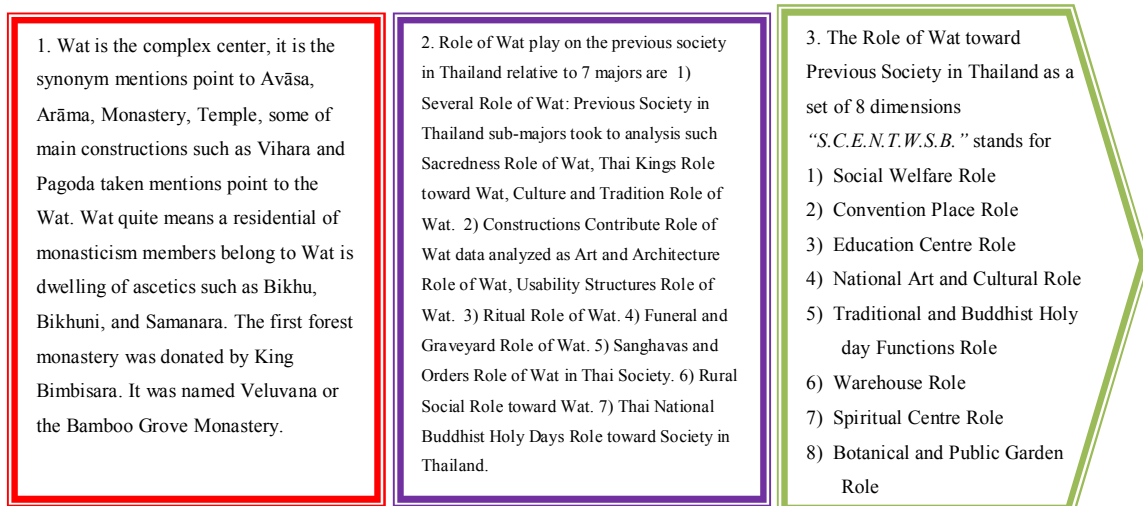 1. Wat is the complex center, it is the
synonym mentions point to Avāsa,
Arāma, Monastery, Temple, some of
main constructions such as Vihara and
Pagoda taken mentions point to the
Wat. Wat quite means a residential of
monasticism members belong to Wat is
dwelling of ascetics such as Bikhu,
Bikhuni, and Samanara. The first forest
monastery was donated by King
Bimbisara. It was named Veluvana or
the Bamboo Grove Monastery.
2. Role of Wat play on the previous society
in Thailand relative to 7 majors are 1)
Several Role of Wat: Previous Society in
Thailand sub-majors took to analysis such
Sacredness Role of Wat, Thai Kings Role
toward Wat, Culture and Tradition Role of
Wat. 2) Constructions Contribute Role of
Wat data analyzed as Art and Architecture
Role of Wat, Usability Structures Role of
Wat. 3) Ritual Role of Wat. 4) Funeral and
Graveyard Role of Wat. 5) Sanghavas and
Orders Role of Wat in Thai Society. 6) Rural
Social Role toward Wat. 7) Thai National
Buddhist Holy Days Role toward Society in
Thailand.
3. The Role of Wat toward
Previous Society in Thailand as a
set of 8 dimensions
“S.C.E.N.T.W.S.B.” stands for
1) Social Welfare Role
2) Convention Place Role
3) Education Centre Role
4) National Art and Cultural Role
5) Traditional and Buddhist Holy
day Functions Role
6) Warehouse Role
7) Spiritual Centre Role
8) Botanical and Public Garden
Role